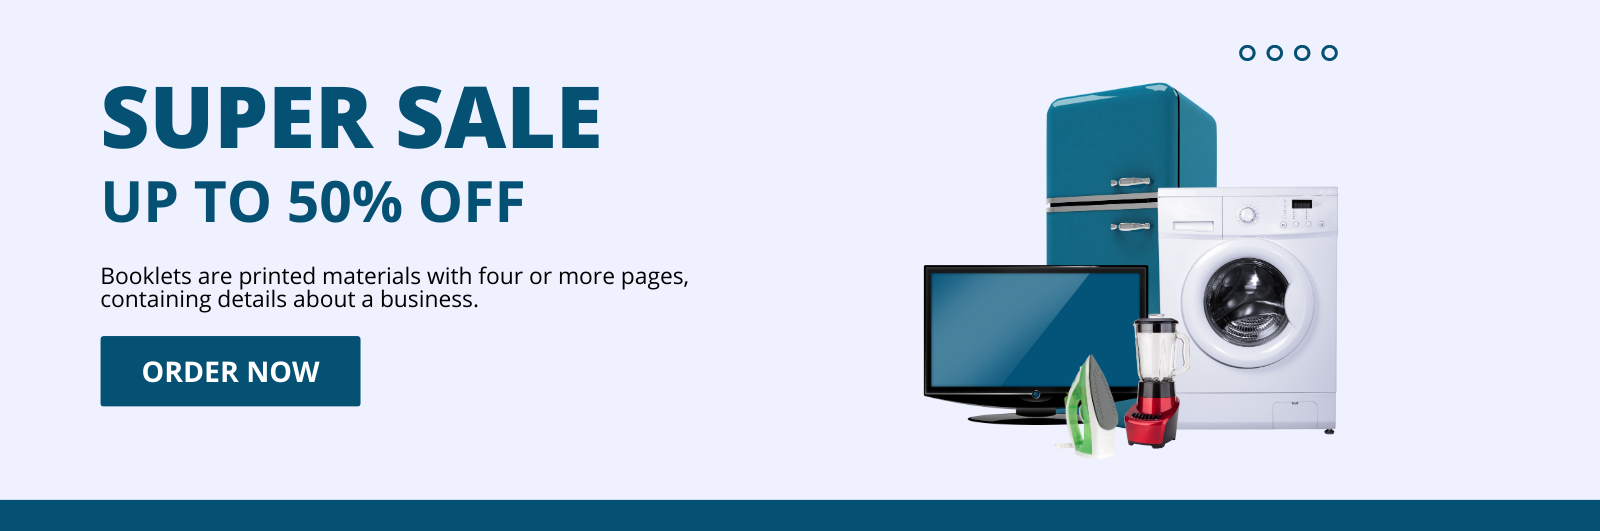 SUPER SALE
UP TO 50% OFF
Booklets are printed materials with four or more pages,
containing details about a business.
ORDER NOW